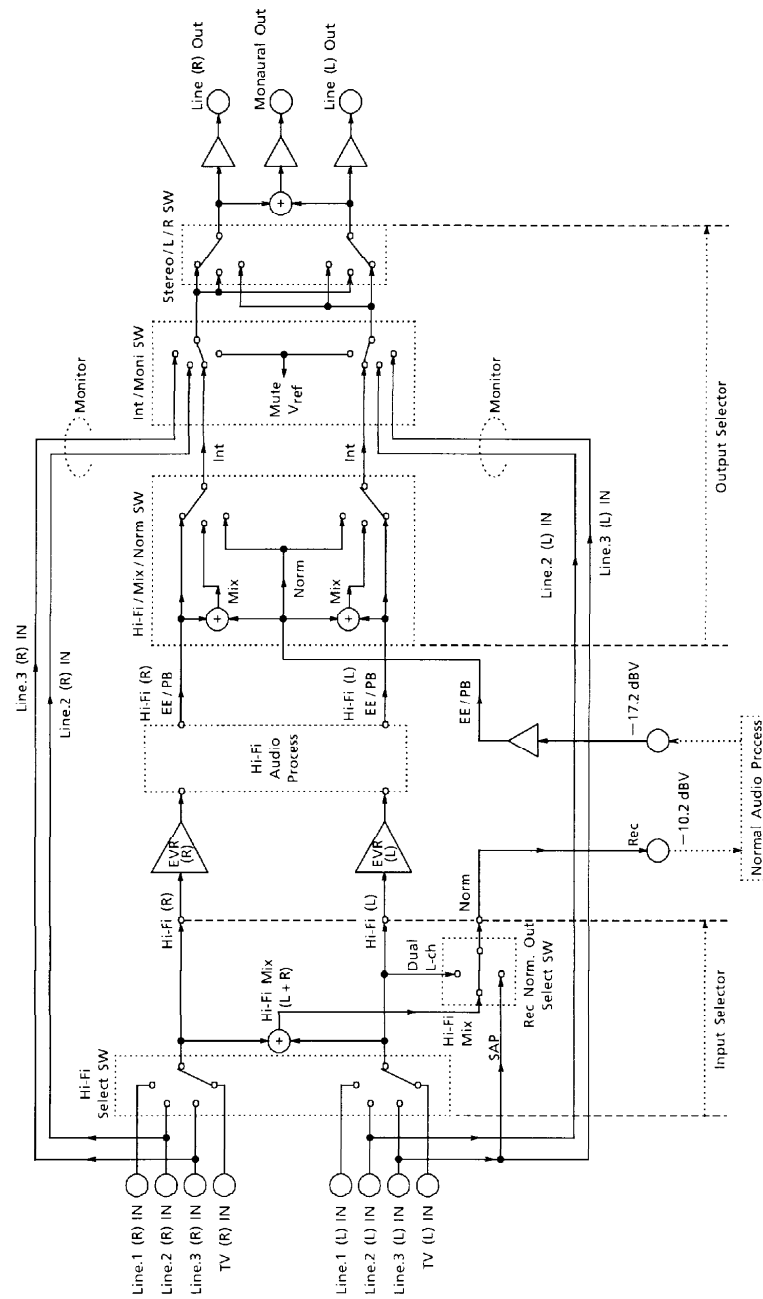 Line.1 (R) IN
Line.2 (R) IN
Line.3 (R) IN
TV (R) IN
Line.1 (L) IN
Line.2 (L) IN
Line.3 (L) IN
TV (L) IN
Hi-Fi
Select SW
Hi-Fi Mix
(L + R)
Hi-Fi
Mix
SAP
Dual
L-ch
Rec Norm. Out
Select SW
Input Selector
Hi-Fi (R)
Hi-Fi (L)
Norm
EVR
(R)
EVR
(L)
Rec
−10.2 dBV
−17.2 dBV
Normal Audio Process
Hi-Fi
Audio
Process
Hi-Fi (R)
EE / PB
Hi-Fi (L)
EE / PB
EE / PB
Line.3 (R) IN
Line.2 (R) IN
Hi-Fi / Mix / Norm SW
Mix
Norm
Mix
Line.2 (L) IN
Line.3 (L) IN
Int
Int
Monitor
Monitor
Int / Moni SW
Mute
Vref
Output Selector
Stereo / L / R SW
Line (R) Out
Monaural Out
Line (L) Out